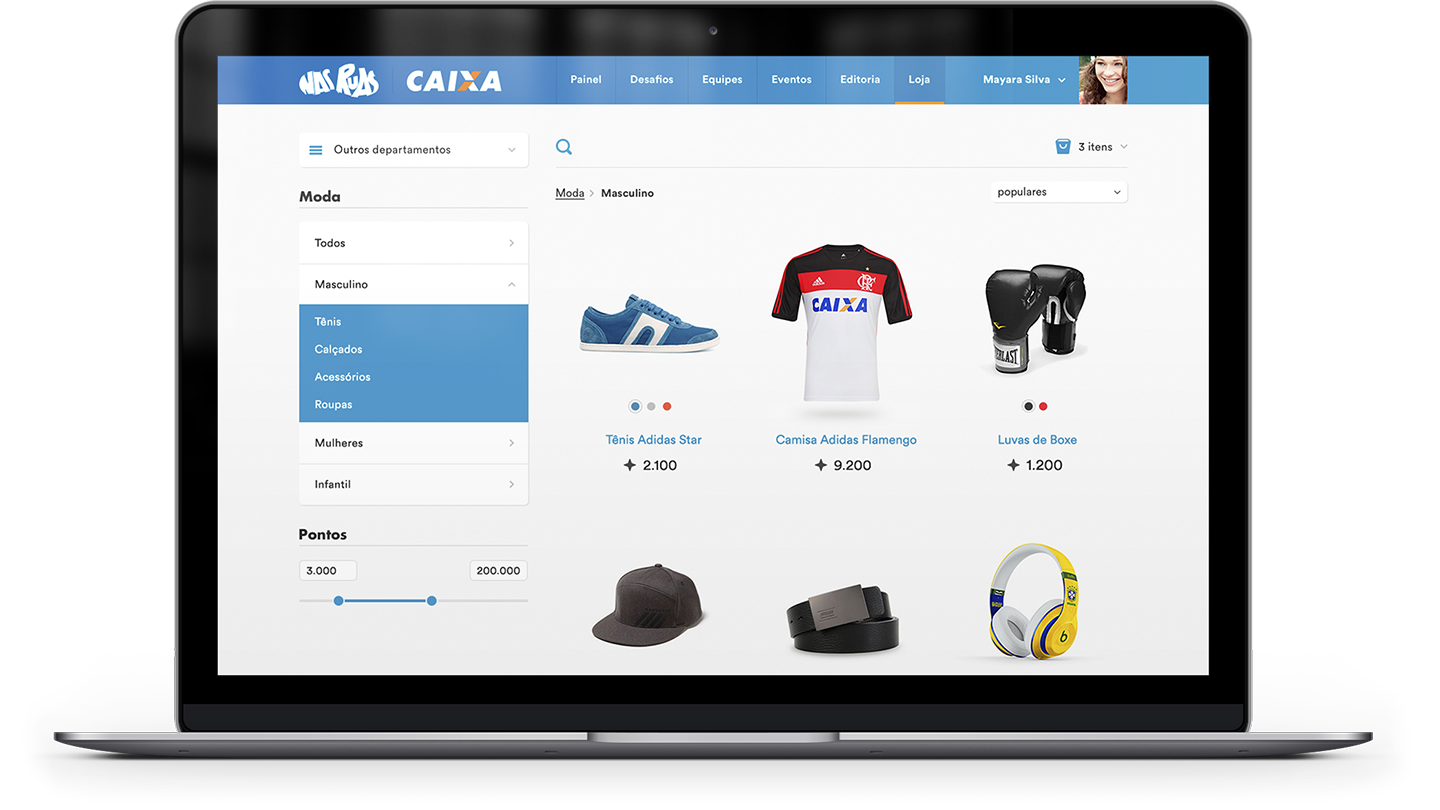 NAS RUAS
CAIXA
Painel
Desafios
Equipes
Eventos
Editoria
Loja
Mayara Silva
Outros departamentos
3 itens
Moda > Masculino
populares
Moda
Todos
Masculino
Tênis
Calçados
Acessórios
Roupas
Mulheres
Infantil
Pontos
3.000
200.000
adidas
CAIXA
EVERLAST
Tênis Adidas Star
2.100
Camisa Adidas Flamengo
9.200
Luvas de Boxe
1.200
b